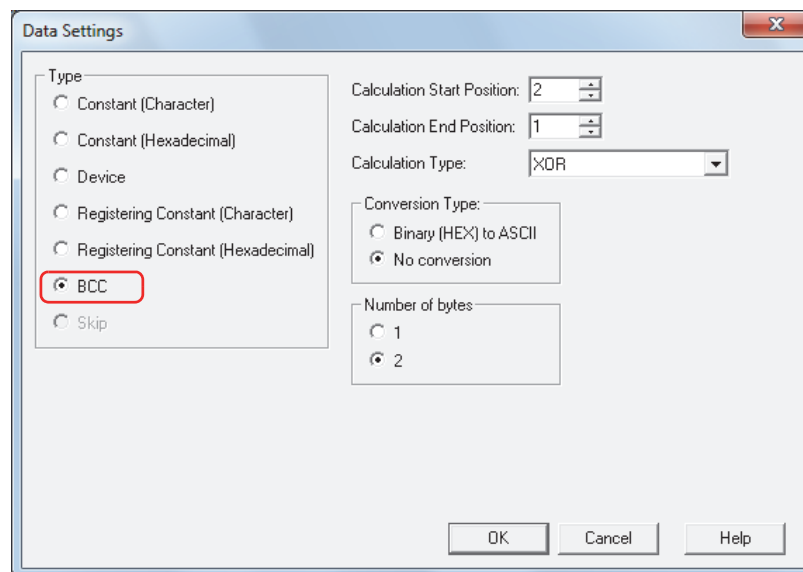 Data Settings
Type
Constant (Character)
Constant (Hexadecimal)
Device
Registering Constant (Character)
Registering Constant (Hexadecimal)
BCC
Skip
Calculation Start Position: 2
Calculation End Position: 1
Calculation Type: XOR
Conversion Type:
Binary (HEX) to ASCII
No conversion
Number of bytes
1
2
OK Cancel Help